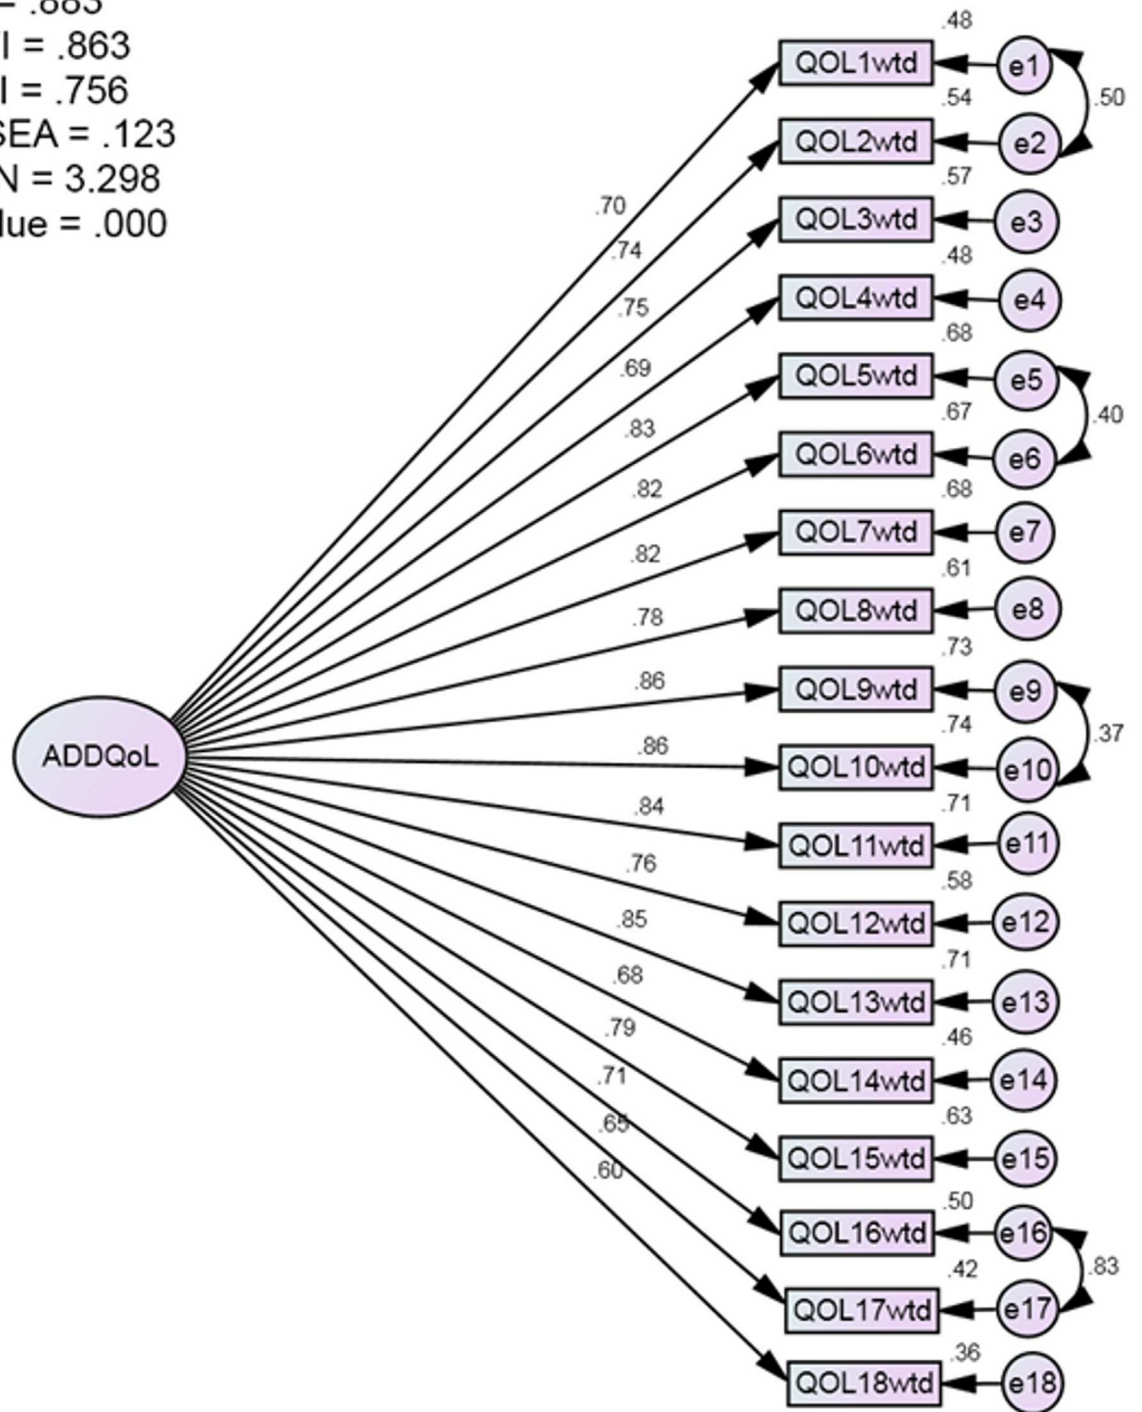 = .883
I = .863
I = .756
SEA = .123
N = 3.298
lue = .000
ADDQoL
.70
.74
.75
.69
.83
.82
.82
.78
.86
.86
.84
.76
.85
.68
.79
.71
.65
.60
.48
QOL1wtd e1
.50
.54
QOL2wtd e2
.57
QOL3wtd e3
.48
QOL4wtd e4
.68
QOL5wtd e5
.40
.67
QOL6wtd e6
.68
QOL7wtd e7
.61
QOL8wtd e8
.73
QOL9wtd e9
.37
.74
QOL10wtd e10
.71
QOL11wtd e11
.58
QOL12wtd e12
.71
QOL13wtd e13
.46
QOL14wtd e14
.63
QOL15wtd e15
.50
QOL16wtd e16
.83
.42
QOL17wtd e17
.36
QOL18wtd e18